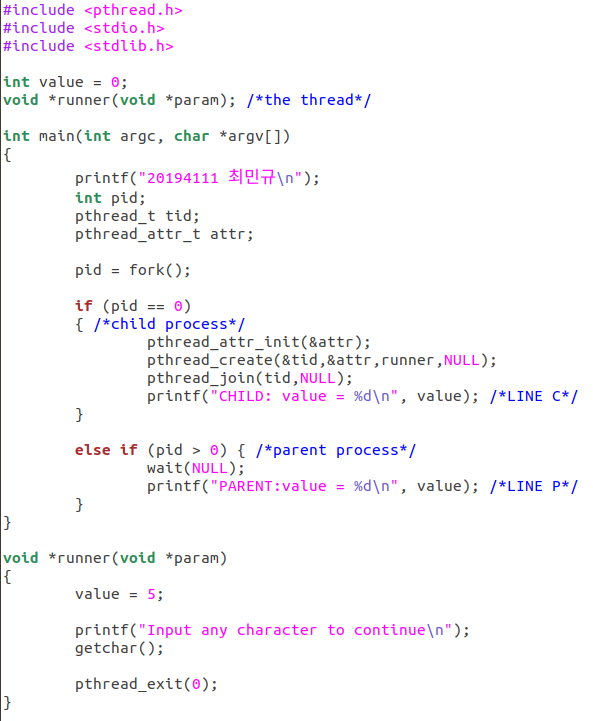 #include <pthread.h>
#include <stdio.h>
#include <stdlib.h>

int value = 0;
void *runner(void *param); /*the thread*/

int main(int argc, char *argv[])
{
        printf("20194111 최민규\n");
        int pid;
        pthread_t tid;
        pthread_attr_t attr;

        pid = fork();

        if (pid == 0)
        { /*child process*/
                pthread_attr_init(&attr);
                pthread_create(&tid,&attr,runner,NULL);
                pthread_join(tid,NULL);
                printf("CHILD: value = %d\n", value); /*LINE C*/
        }

        else if (pid > 0) { /*parent process*/
                wait(NULL);
                printf("PARENT:value = %d\n", value); /*LINE P*/
        }
}

void *runner(void *param)
{
        value = 5;

        printf("Input any character to continue\n");
        getchar();

        pthread_exit(0);
}